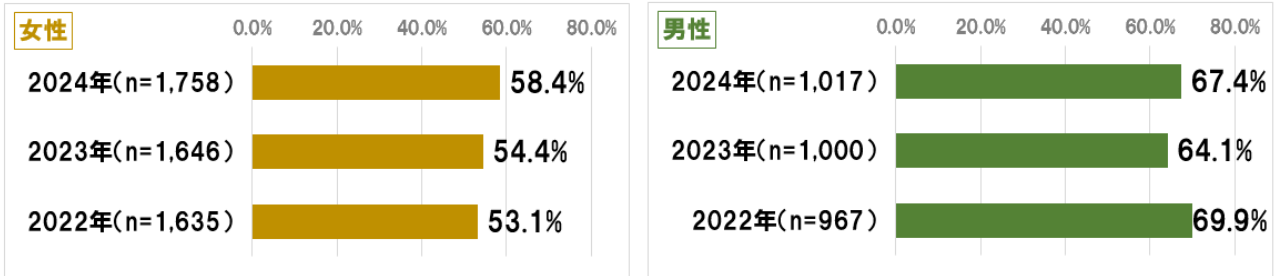 女性
0.0% 20.0% 40.0% 60.0% 80.0%
2024年(n=1,758) 58.4%
2023年(n=1,646) 54.4%
2022年(n=1,635) 53.1%
男性
0.0% 20.0% 40.0% 60.0% 80.0%
2024年(n=1,017) 67.4%
2023年(n=1,000) 64.1%
2022年(n=967) 69.9%